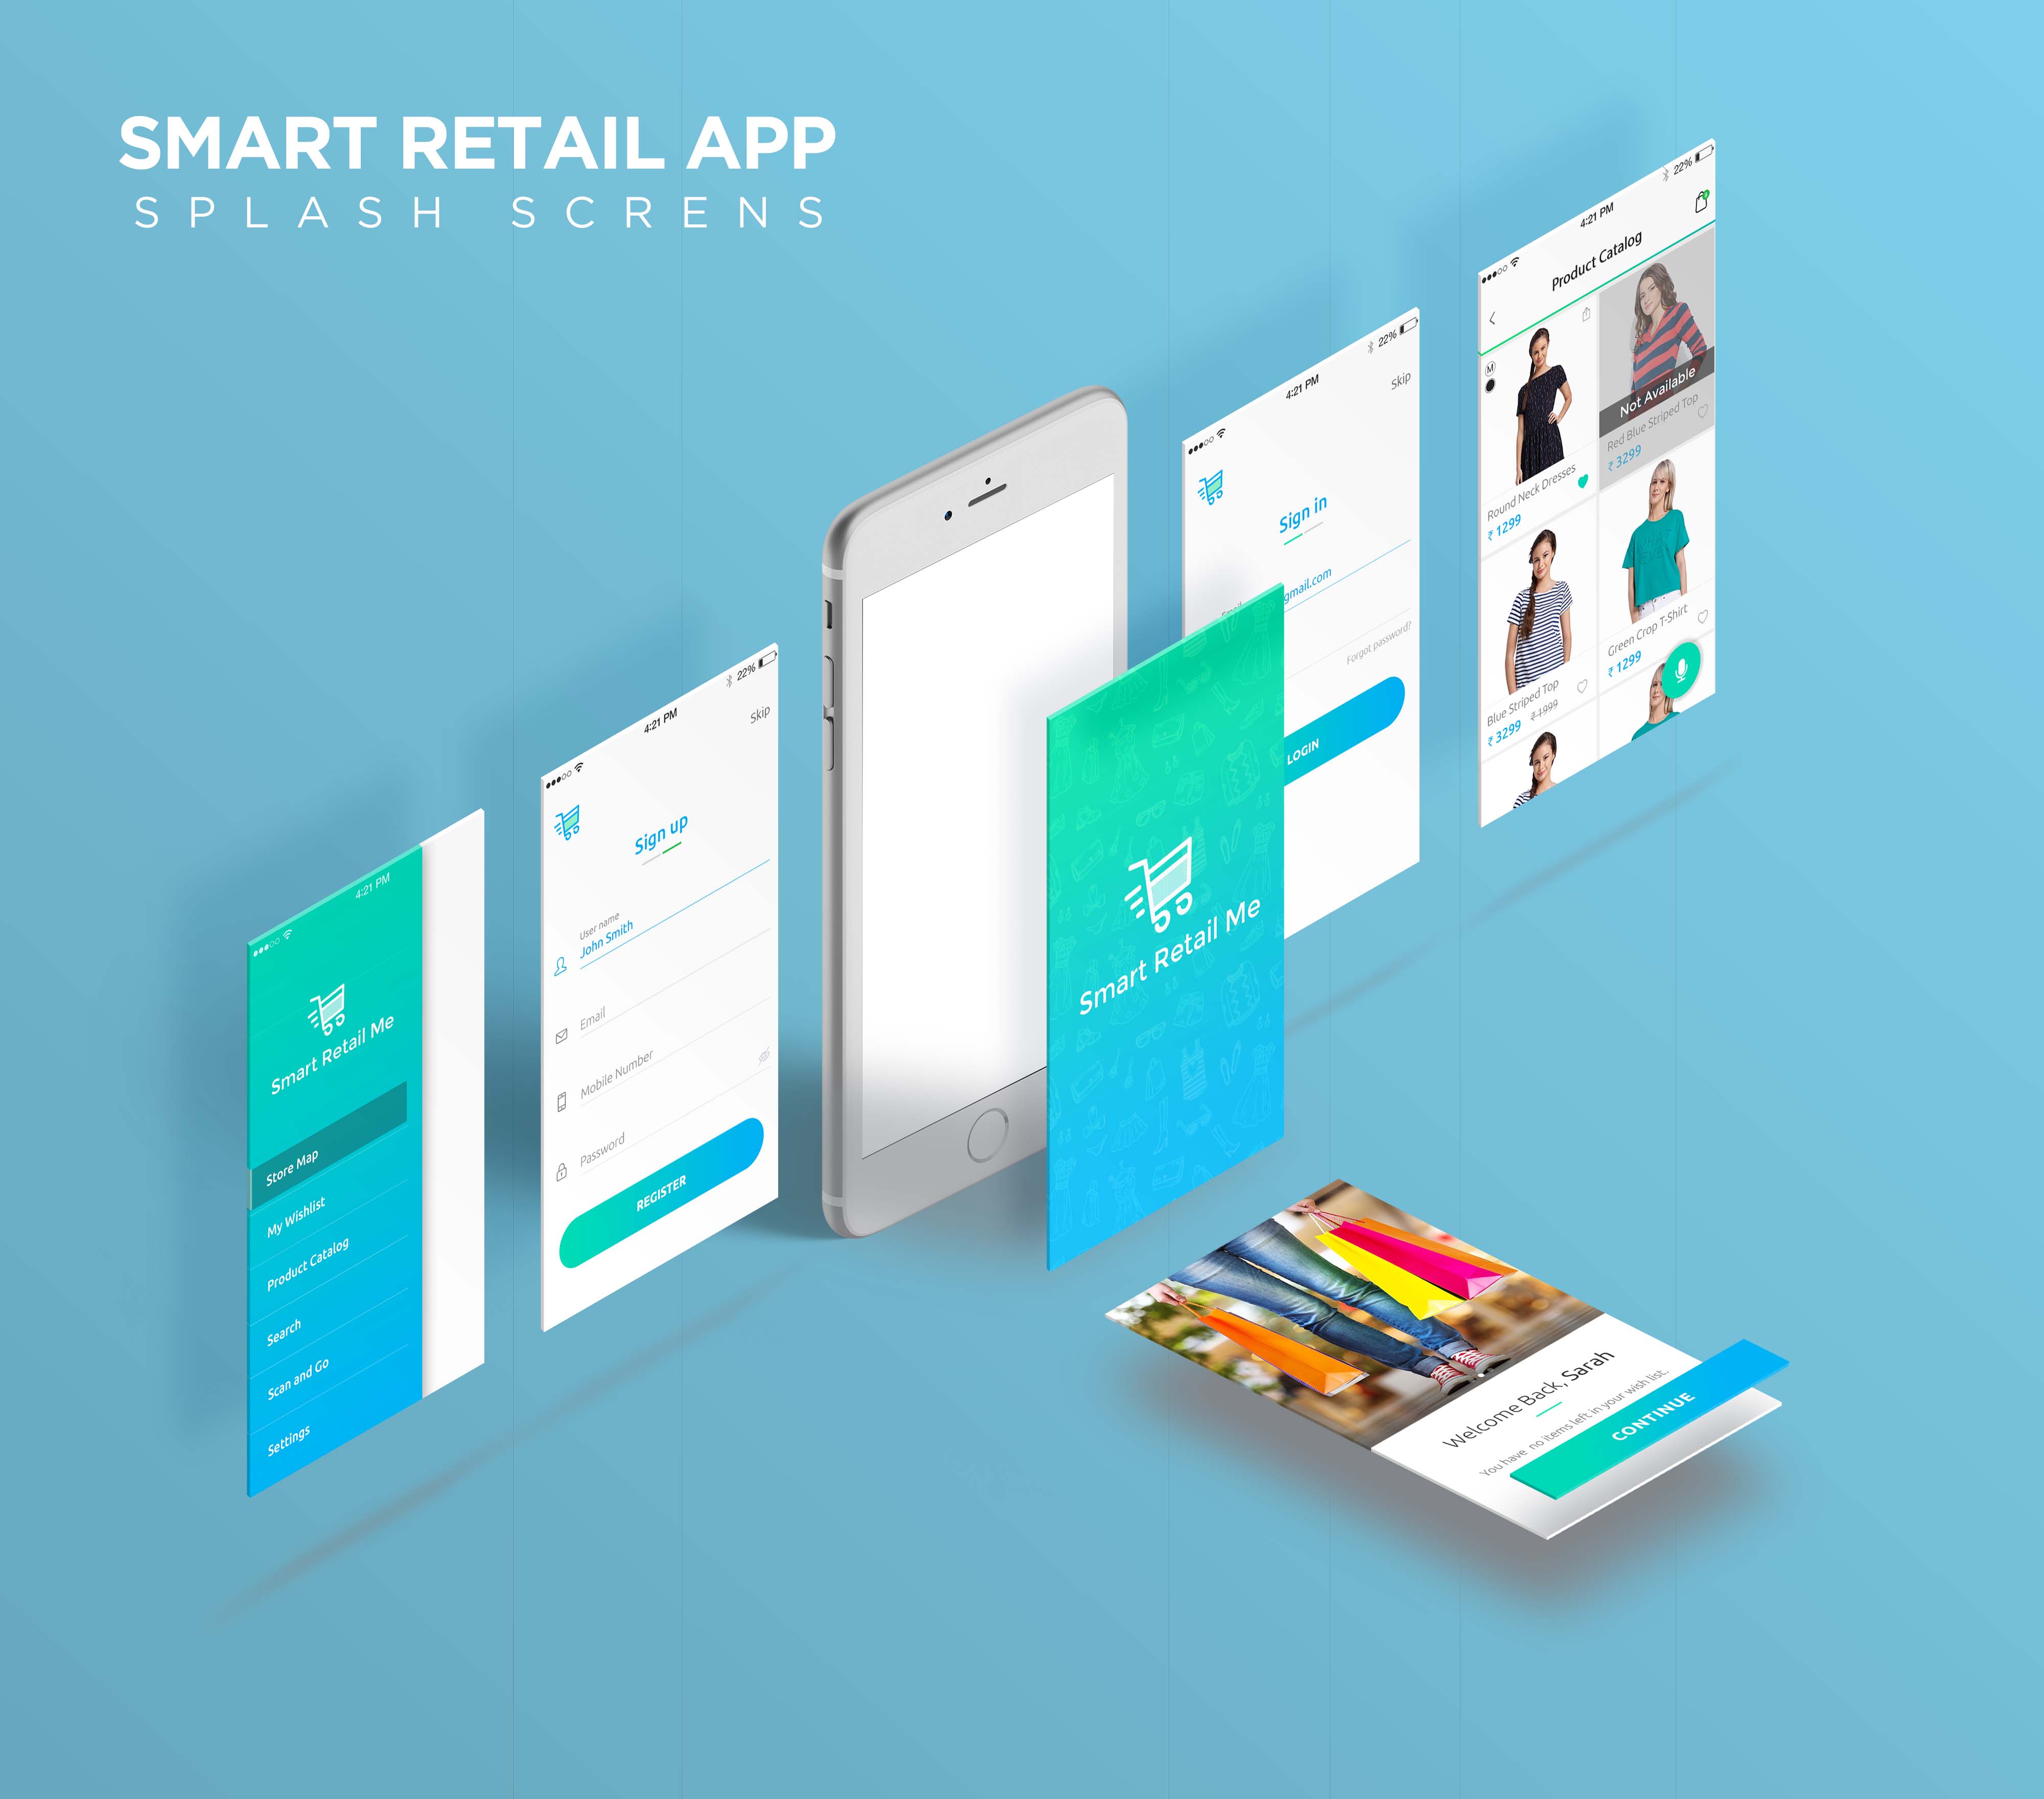 SMART RETAIL APP
SPLASH SCRENS
4:21 PM
Smart Retail Me
Store Map
My Wishlist
Product Catalog
Search
Scan and Go
Settings
4:21 PM
22%
Skip
Sign up
User name
John Smith
Email
Mobile Number
Password
REGISTER
Smart Retail Me
4:21 PM
22%
Skip
Sign in
Email
gmail.com
Forgot password?
LOGIN
4:21 PM
22%
Product Catalog
M
Round Neck Dresses
₹ 1299
Not Available
Red Blue Striped Top
₹ 3299
Blue Striped Top
₹ 3299 ₹ 1999
Green Crop T-Shirt
₹ 1299
Welcome Back, Sarah
You have no items left in your wish list.
CONTINUE